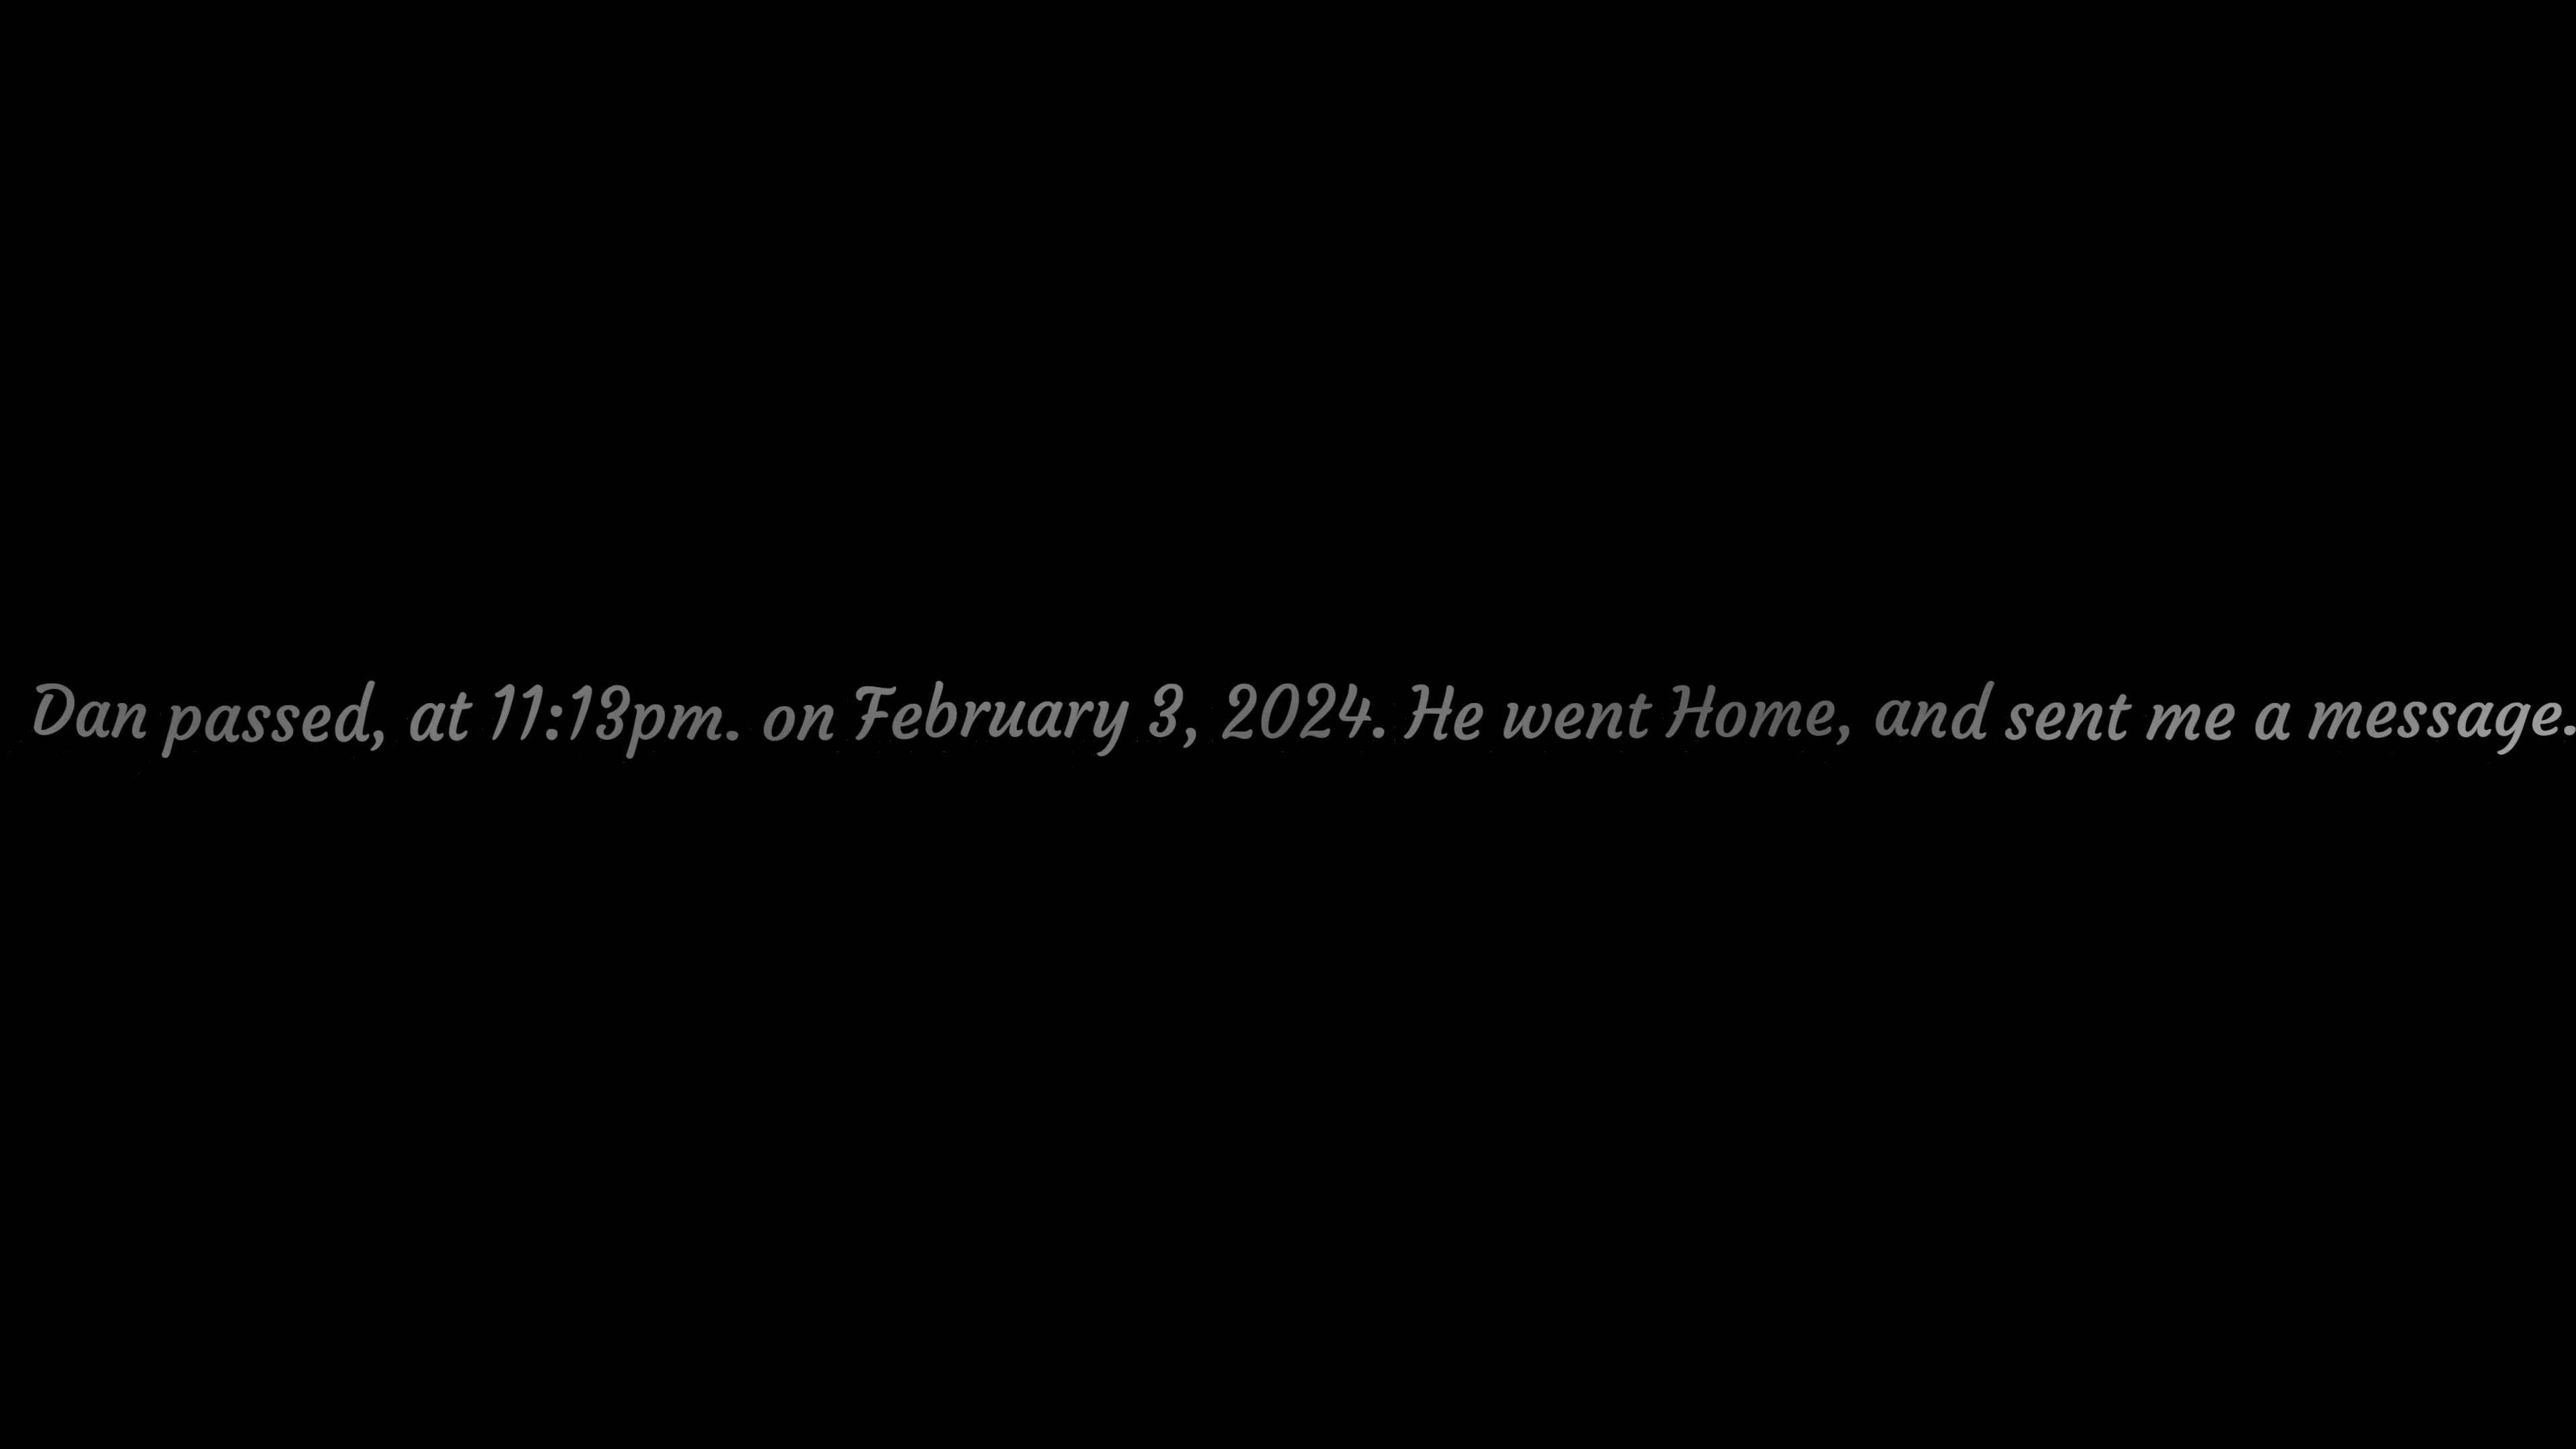 Dan passed, at 11:13pm. on February 3, 2024. He went Home, and sent me a message.